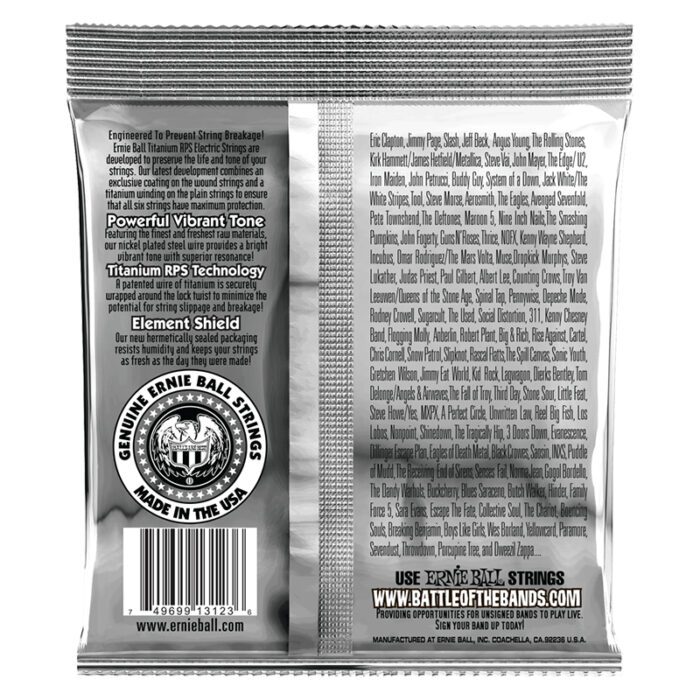 Engineered To Prevent String Breakage!
Ernie Ball Titanium RPS Electric Strings are
developed to preserve the life and tone of your
strings. Our latest development combines an
exclusive coating on the wound strings and a
titanium winding on the plain strings to ensure
that all six strings have maximum protection.
Powerful Vibrant Tone
Featuring the finest and freshest raw materials,
our nickel plated steel wire provides a bright
vibrant tone with superior resonance!
Titanium RPS Technology
A patented wire of titanium is securely
wrapped around the lock twist to minimize the
potential for string slippage and breakage!
Element Shield
Our new hermetically sealed packaging
resists humidity and keeps your strings
as fresh as the day they were made!
GENUINE ERNIE BALL STRINGS
MADE IN THE USA
7 49699 13123 6
www.ernieball.com
Eric Clapton, Jimmy Page, Slash, Jeff Beck, Angus Young, The Rolling Stones,
Kirk Hammett/James Hetfield/Metallica, Steve Vai, John Mayer, The Edge/U2,
Iron Maiden, John Petrucci, Buddy Guy, System of a Down, Jack White/The
White Stripes, Tool, Steve Morse, Aerosmith, The Eagles, Avenged Sevenfold,
Pete Townshend, The Deftones, Maroon 5, Nine Inch Nails, The Smashing
Pumpkins, John Fogerty, Guns N' Roses, Thrice, NOFX, Kenny Wayne Shepherd,
Incubus, Omar Rodriguez/The Mars Volta, Muse, Dropkick Murphys, Steve
Lukather, Judas Priest, Paul Gilbert, Albert Lee, Counting Crows, Troy Van
Leeuwen/Queens of the Stone Age, Spinal Tap, Pennywise, Depeche Mode,
Rodney Crowell, Sugarcult, The Used, Social Distortion, 311, Kenny Chesney
Band, Flogging Molly, Anberlin, Robert Plant, Big & Rich, Rise Against, Cartel,
Chris Cornell, Snow Patrol, Slipknot, Rascal Flatts, The Spill Canvas, Sonic Youth,
Gretchen Wilson, Jimmy Eat World, Kid Rock, Lagwagon, Dierks Bentley, Tom
Delonge/Angels & Airwaves, The Fall of Troy, Third Day, Stone Sour, Little Feat,
Steve Howe/Yes, MXPX, A Perfect Circle, Unwritten Law, Reel Big Fish, Los
Lobos, Nonpoint, Shinedown, The Tragically Hip, 3 Doors Down, Evanescence,
Dillinger Escape Plan, Eagles of Death Metal, Black Crowes, Saosin, INXS, Puddle
of Mudd, The Receiving End of Sirens, Senses Fail, Norma Jean, Gogol Bordello,
The Dandy Warhols, Buckcherry, Blues Saraceno, Butch Walker, Hinder, Family
Force 5, Sara Evans, Escape The Fate, Collective Soul, The Chariot, Bouncing
Souls, Breaking Benjamin, Boys Like Girls, Wes Borland, Yellowcard, Paramore,
Sevendust, Throwdown, Porcupine Tree, and Dweezil Zappa....
USE ERNIE BALL STRINGS
WWW.BATTLEOFTHEBANDS.COM
PROVIDING OPPORTUNITIES FOR UNSIGNED BANDS TO PLAY LIVE.
SIGN YOUR BAND UP TODAY!
MANUFACTURED AT ERNIE BALL, INC. COACHELLA, CA. 92236 U.S.A.